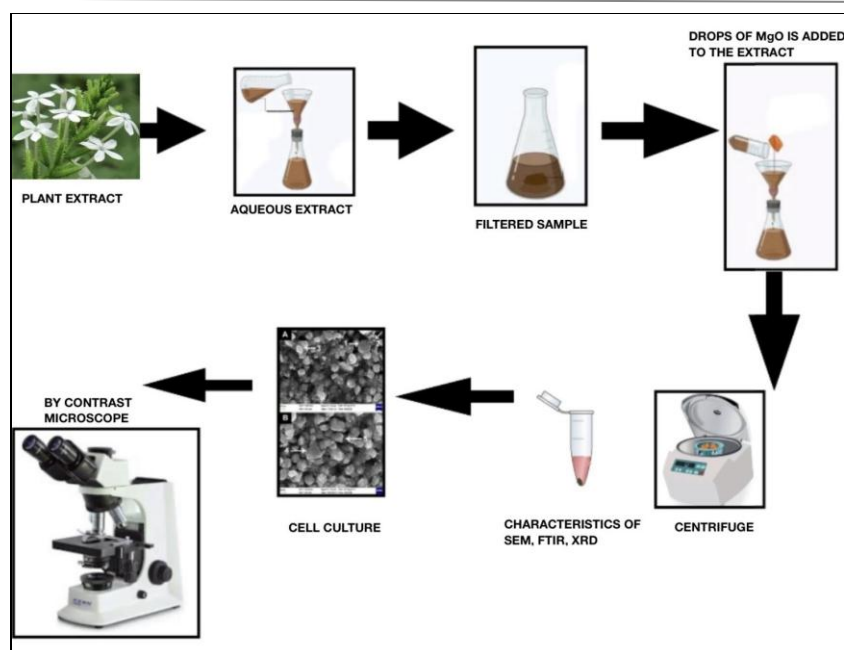 DROPS OF MgO IS ADDED
TO THE EXTRACT
PLANT EXTRACT
AQUEOUS EXTRACT
FILTERED SAMPLE
BY CONTRAST
MICROSCOPE
A
B
CELL CULTURE
CHARACTERISTICS OF
SEM, FTIR, XRD
CENTRIFUGE